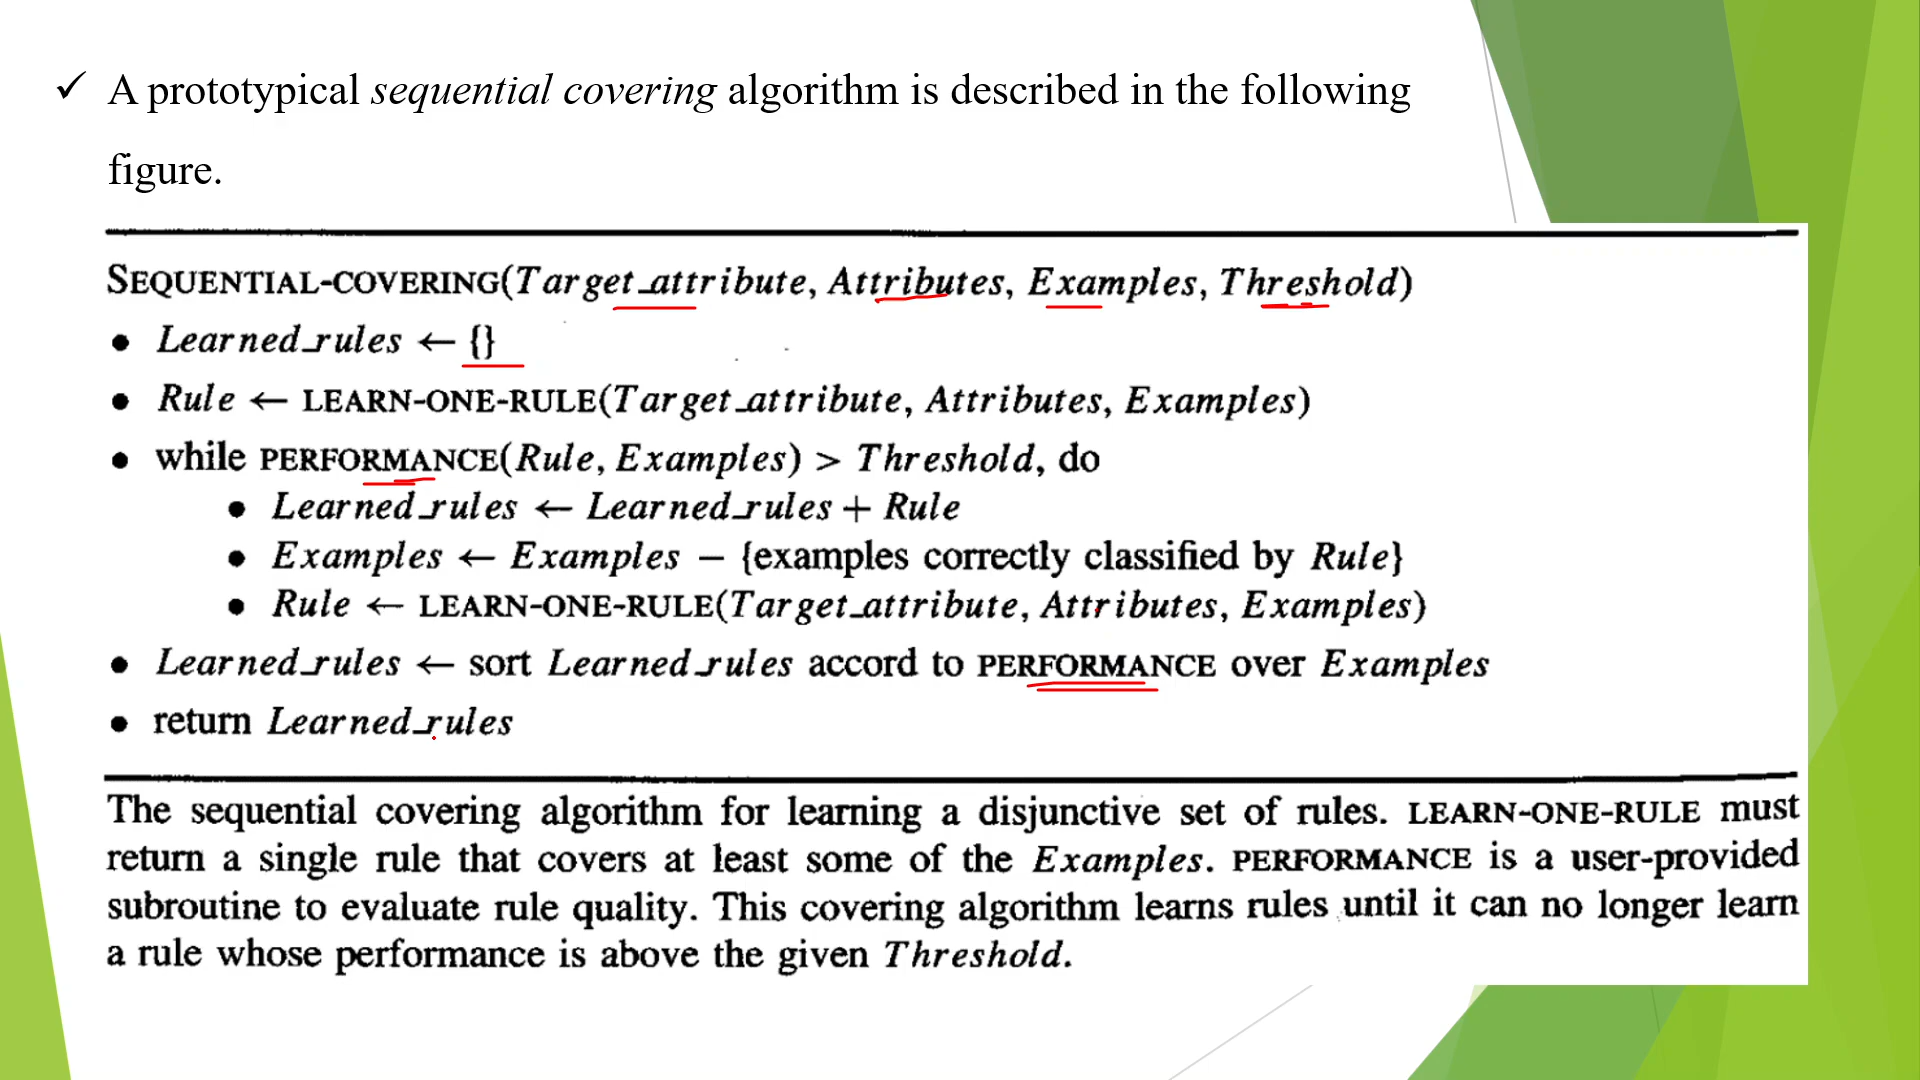 ✓ A prototypical sequential covering algorithm is described in the following
figure.
SEQUENTIAL-COVERING(Target_attribute, Attributes, Examples, Threshold)
• Learned_rules ← {}
• Rule ← LEARN-ONE-RULE(Target_attribute, Attributes, Examples)
• while PERFORMANCE(Rule, Examples) > Threshold, do
• Learned_rules ← Learned_rules + Rule
• Examples ← Examples − {examples correctly classified by Rule}
• Rule ← LEARN-ONE-RULE(Target_attribute, Attributes, Examples)
• Learned_rules ← sort Learned_rules accord to PERFORMANCE over Examples
• return Learned_rules
The sequential covering algorithm for learning a disjunctive set of rules. LEARN-ONE-RULE must
return a single rule that covers at least some of the Examples. PERFORMANCE is a user-provided
subroutine to evaluate rule quality. This covering algorithm learns rules until it can no longer learn
a rule whose performance is above the given Threshold.